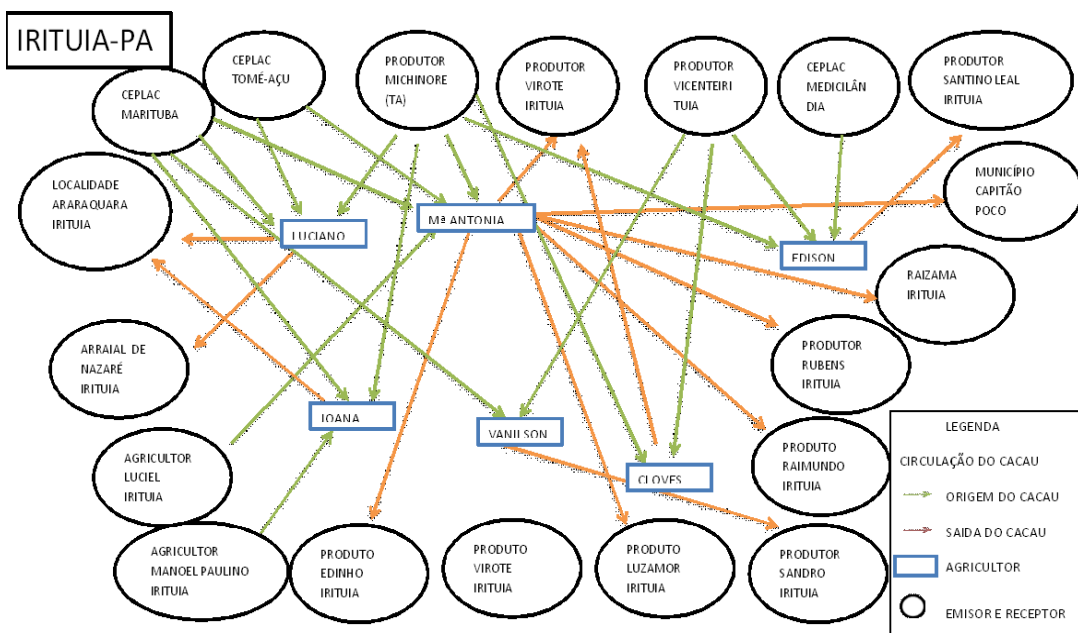 IRITUIA-PA
CEPLAC
TOMÉ-AÇU
PRODUTOR
MICHINORE
(TA)
PRODUTOR
VIROTE
IRITUIA
PRODUTOR
VICENTEIRI
TUIA
CEPLAC
MEDICILÂN
DIA
PRODUTOR
SANTINO LEAL
IRITUIA
CEPLAC
MARITUBA
LOCALIDADE
ARARAQUARA
IRITUIA
MUNICÍPIO
CAPITÃO
POCO
LUCIANO
Mª ANTONIA
EDISON
RAIZAMA
IRITUIA
ARRAIAL DE
NAZARÉ
IRITUIA
PRODUTOR
RUBENS
IRITUIA
IOANA
VANILSON
CLOVES
AGRICULTOR
LUCIEL
IRITUIA
PRODUTO
RAIMUNDO
IRITUIA
AGRICULTOR
MANOEL PAULINO
IRITUIA
PRODUTO
EDINHO
IRITUIA
PRODUTO
VIROTE
IRITUIA
PRODUTO
LUZAMOR
IRITUIA
PRODUTOR
SANDRO
IRITUIA
LEGENDA
CIRCULAÇÃO DO CACAU
ORIGEM DO CACAU
SAIDA DO CACAU
AGRICULTOR
EMISOR E RECEPTOR